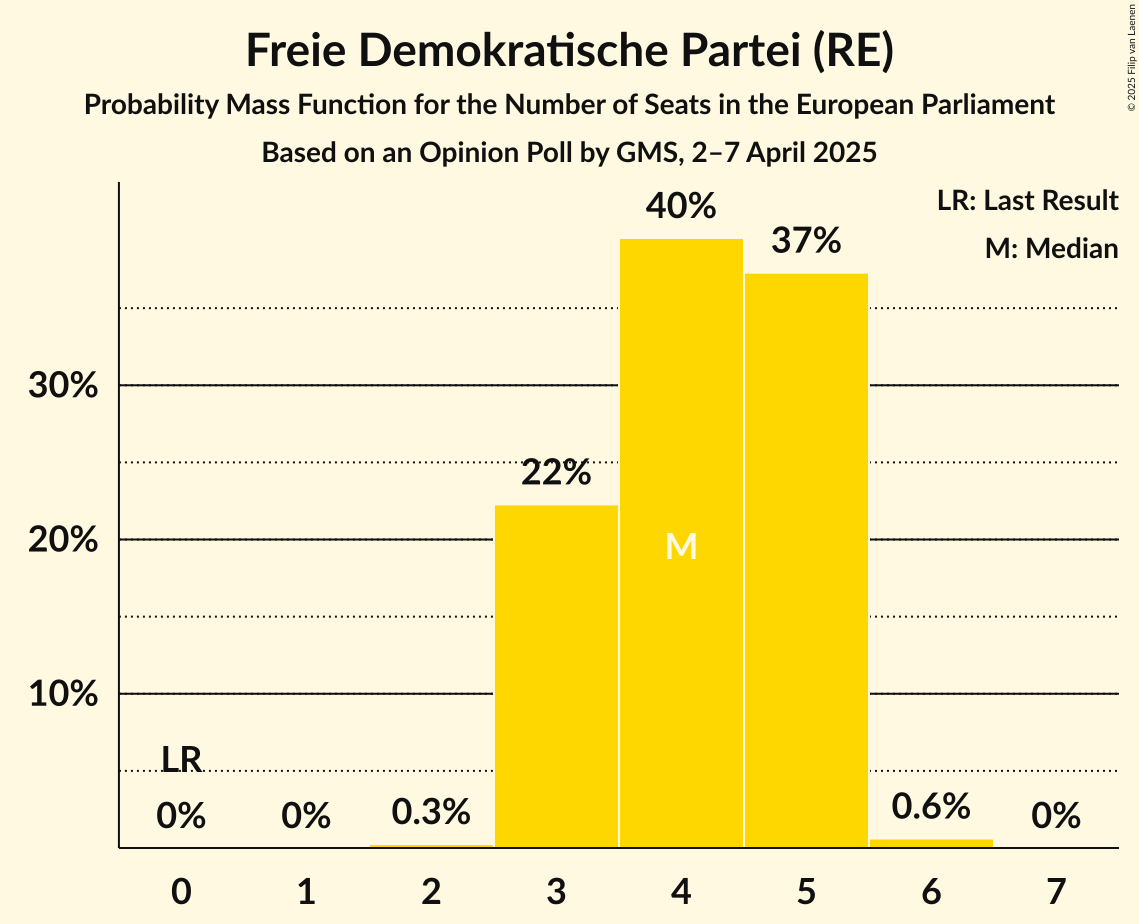 Freie Demokratische Partei (RE)
Probability Mass Function for the Number of Seats in the European Parliament
Based on an Opinion Poll by GMS, 2–7 April 2025
© 2025 Filip van Laenen
LR: Last Result
M: Median
40%
37%
30%
22%
20%
M
10%
LR
0%
0%
0.3%
0.6%
0%
0
1
2
3
4
5
6
7